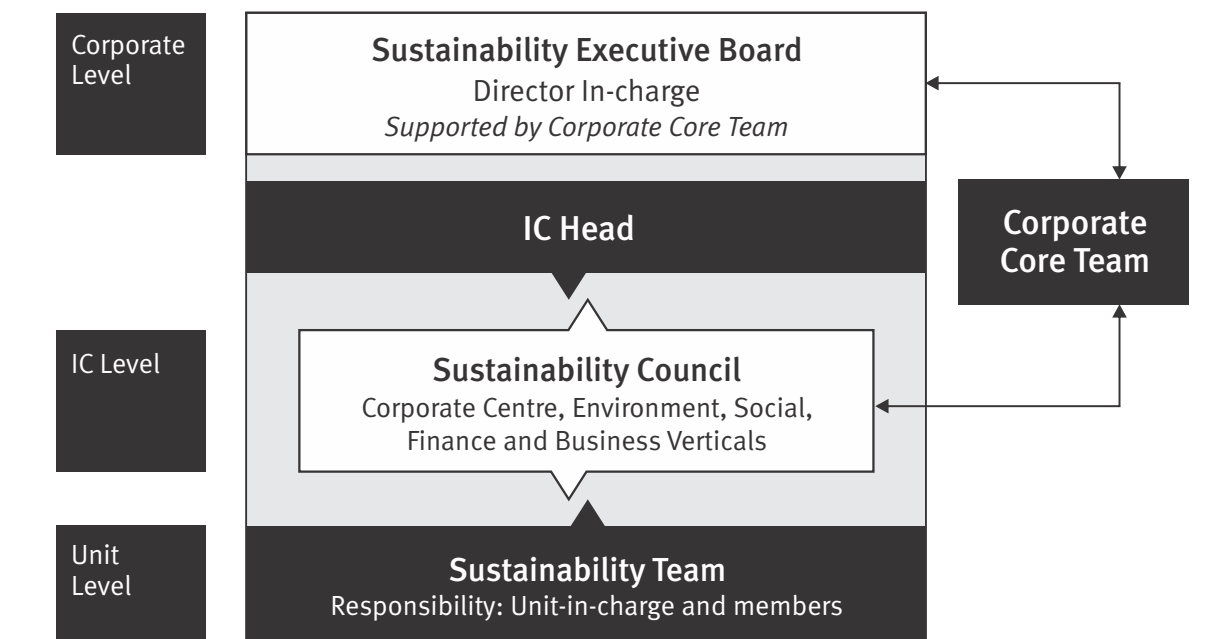 Corporate
Level
Sustainability Executive Board
Director In-charge
Supported by Corporate Core Team
IC Head
Corporate
Core Team
IC Level
Sustainability Council
Corporate Centre, Environment, Social,
Finance and Business Verticals
Unit
Level
Sustainability Team
Responsibility: Unit-in-charge and members